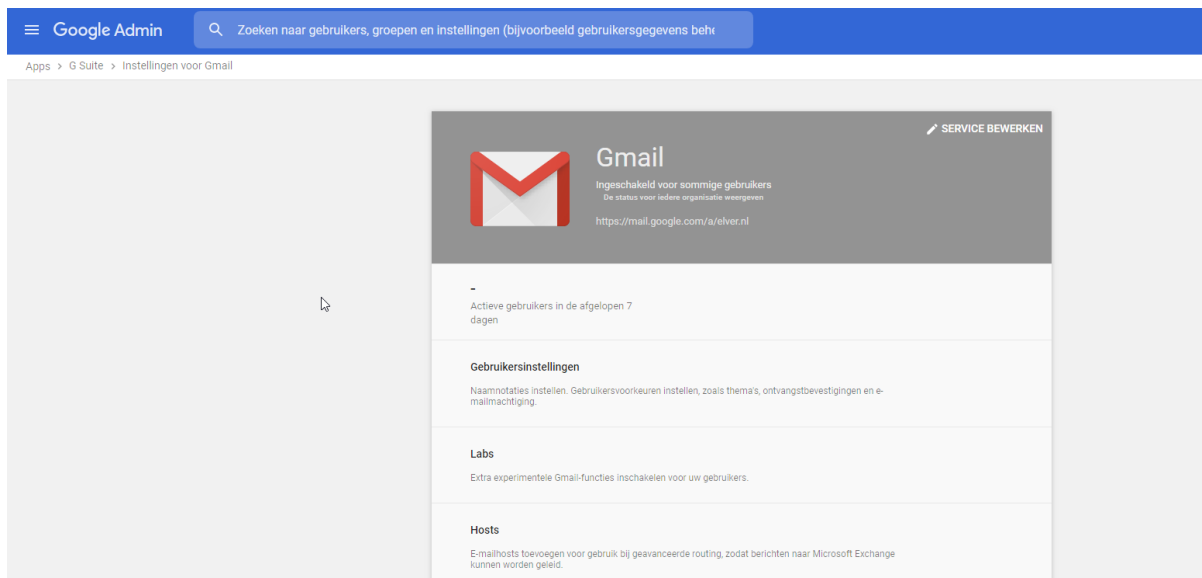 Google Admin
Zoeken naar gebruikers, groepen en instellingen (bijvoorbeeld gebruikersgegevens behe
Apps > G Suite > Instellingen voor Gmail
SERVICE BEWERKEN
Gmail
Ingeschakeld voor sommige gebruikers
De status voor iedere organisatie weergeven
https://mail.google.com/a/elver.nl
-
Actieve gebruikers in de afgelopen 7
dagen
Gebruikersinstellingen
Naamnotaties instellen. Gebruikersvoorkeuren instellen, zoals thema's, ontvangstbevestigingen en e-
mailmachtiging.
Labs
Extra experimentele Gmail-functies inschakelen voor uw gebruikers.
Hosts
E-mailhosts toevoegen voor gebruik bij geavanceerde routing, zodat berichten naar Microsoft Exchange
kunnen worden geleid.